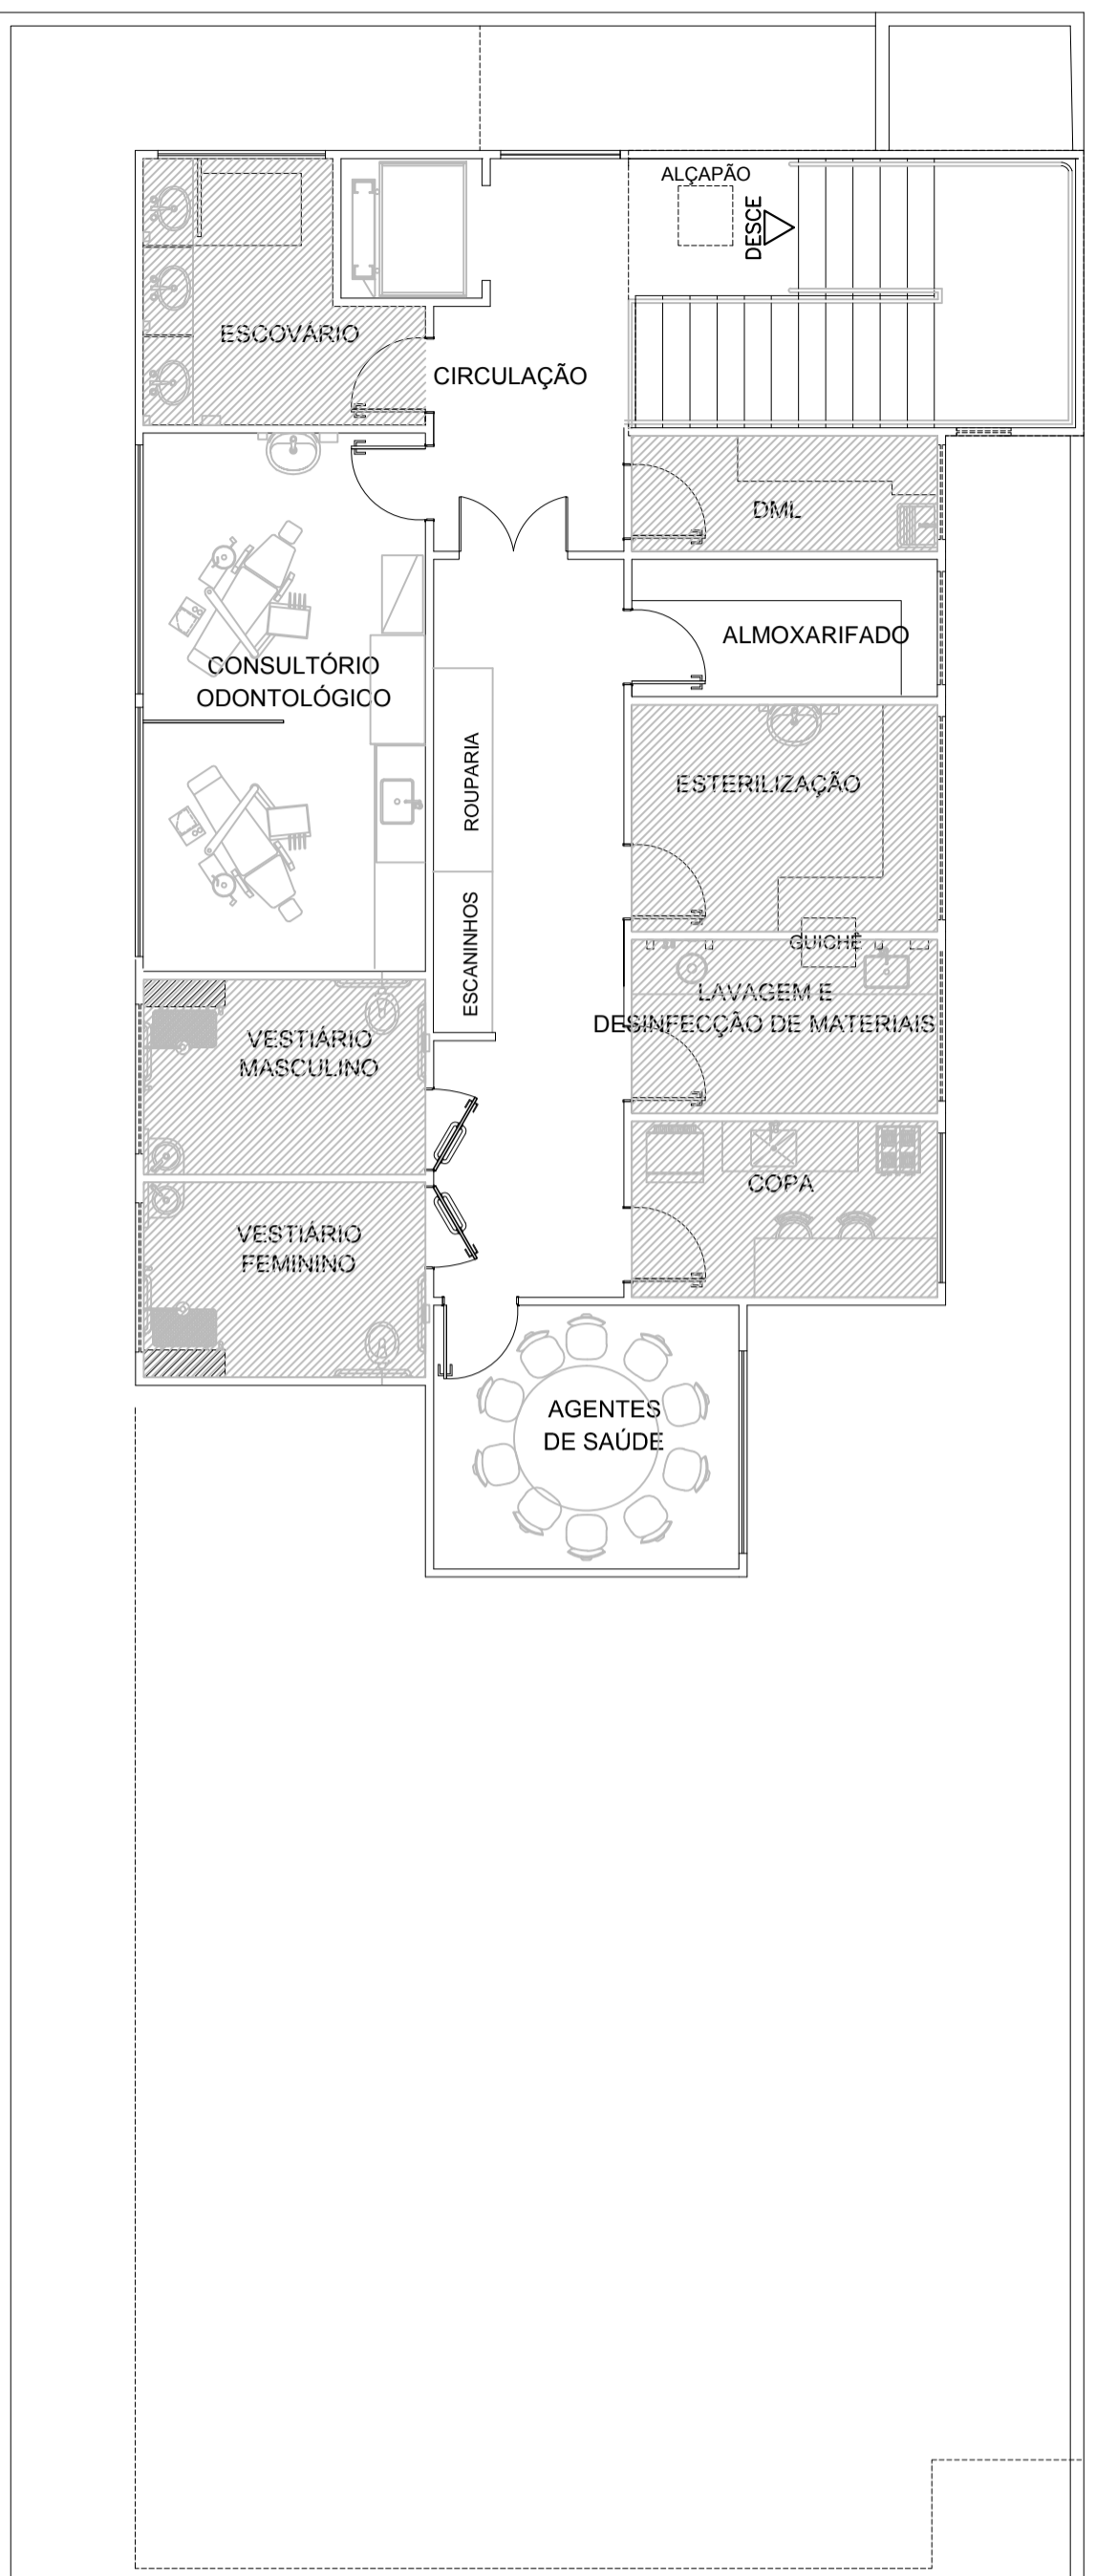 ALÇAPÃO
DESCE
ESCOVÁRIO
CIRCULAÇÃO
DML
ALMOXARIFADO
CONSULTÓRIO
ODONTOLÓGICO
ROUPARIA
ESTERILIZAÇÃO
ESCANINHOS
GUICHÊ
LAVAGEM E
DESINFECÇÃO DE MATERIAIS
VESTIÁRIO
MASCULINO
COPA
VESTIÁRIO
FEMININO
AGENTES
DE SAÚDE